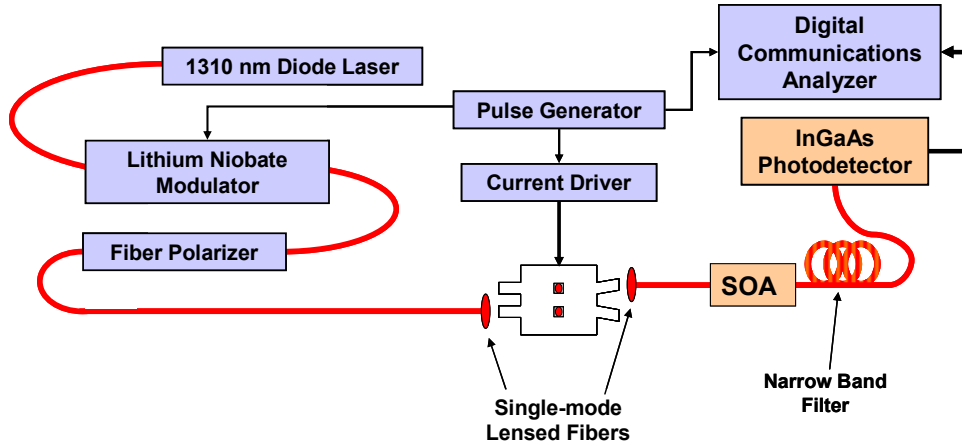 1310 nm Diode Laser
Lithium Niobate
Modulator
Fiber Polarizer
Pulse Generator
Current Driver
Digital
Communications
Analyzer
InGaAs
Photodetector
SOA
Single-mode
Lensed Fibers
Narrow Band
Filter